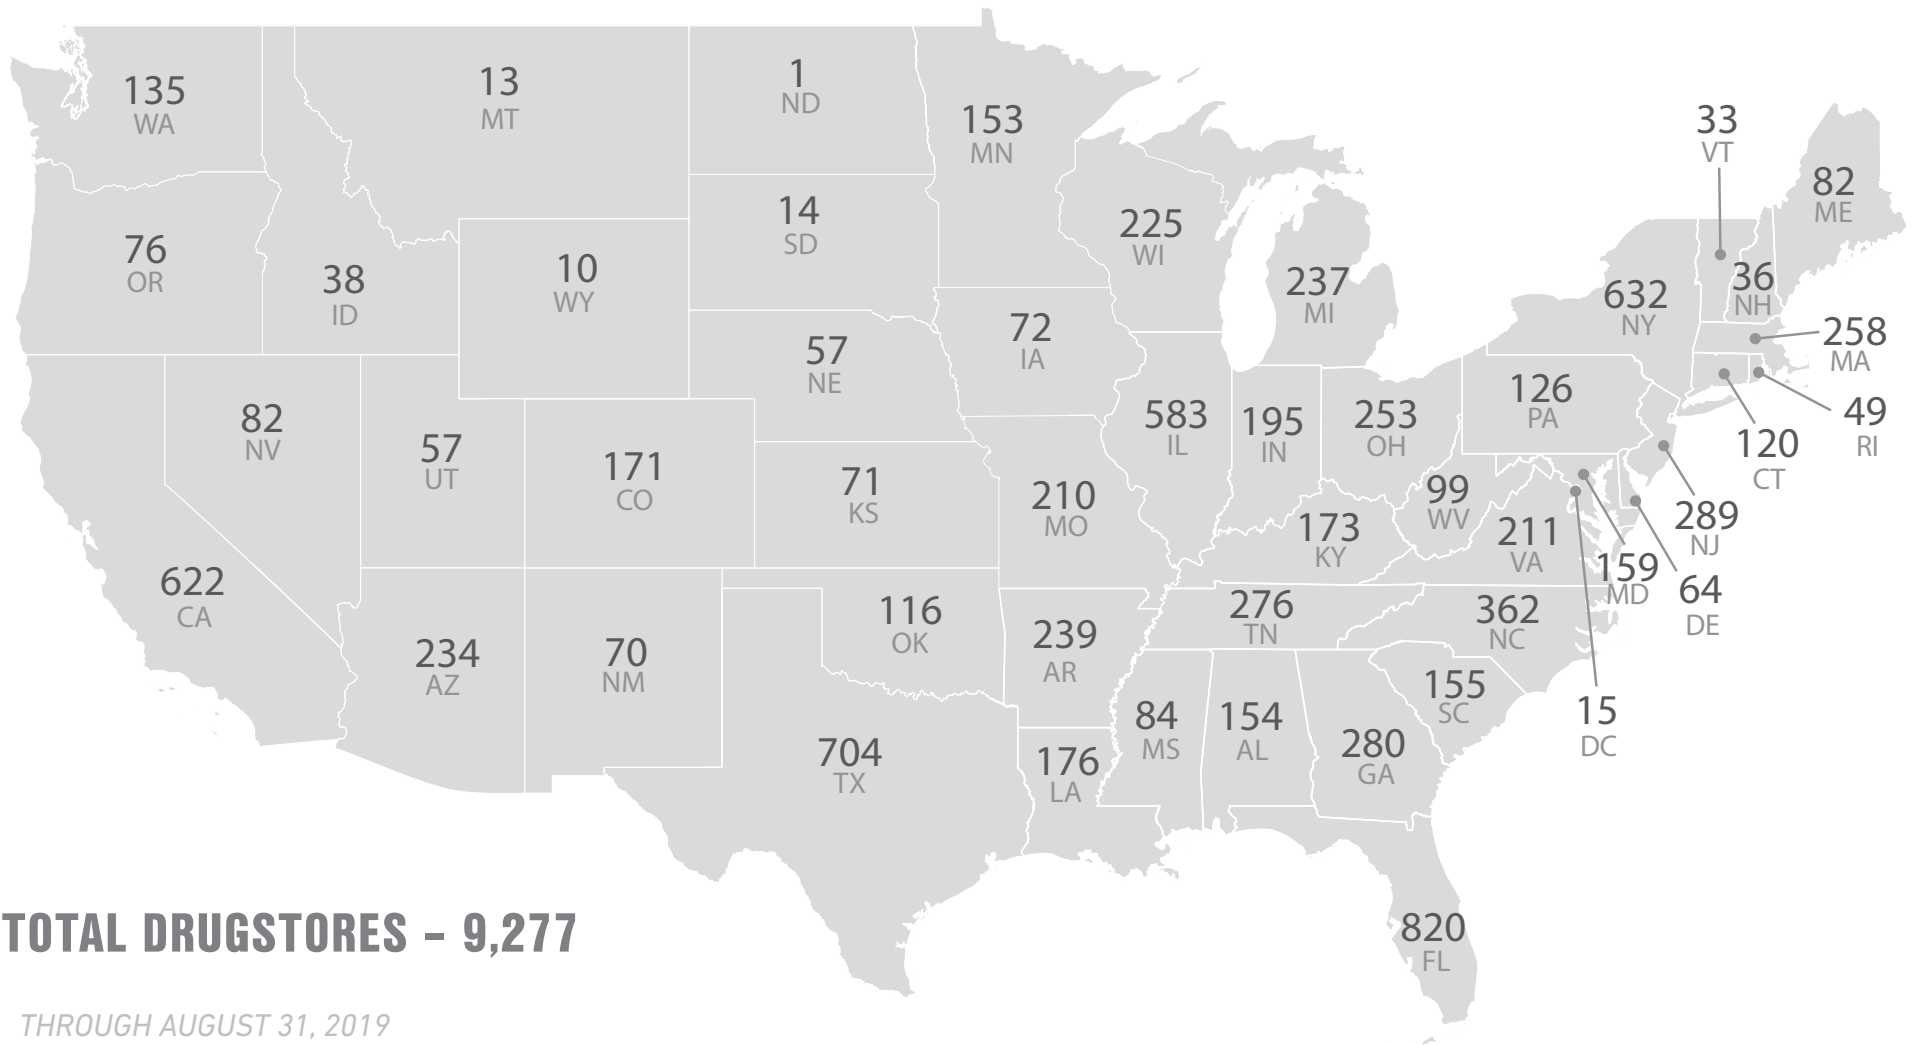 135
WA
13
MT
1
ND
153
MN
33
VT
82
ME
76
OR
38
ID
10
WY
14
SD
225
WI
237
MI
632
NY
36
NH
258
MA
72
IA
57
NE
82
NV
57
UT
171
CO
71
KS
210
MO
583
IL
195
IN
253
OH
126
PA
49
RI
120
CT
289
NJ
99
WV
173
KY
211
VA
159
MD
64
DE
622
CA
234
AZ
70
NM
116
OK
239
AR
276
TN
362
NC
155
SC
15
DC
704
TX
176
LA
84
MS
154
AL
280
GA
820
FL
TOTAL DRUGSTORES – 9,277
THROUGH AUGUST 31, 2019